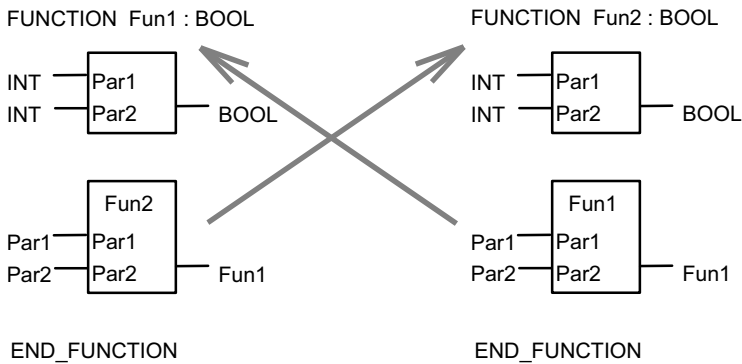 FUNCTION Fun1 : BOOL
INT Par1
INT Par2 BOOL
Fun2
Par1 Par1
Par2 Par2 Fun1
END_FUNCTION
FUNCTION Fun2 : BOOL
INT Par1
INT Par2 BOOL
Fun1
Par1 Par1
Par2 Par2 Fun1
END_FUNCTION